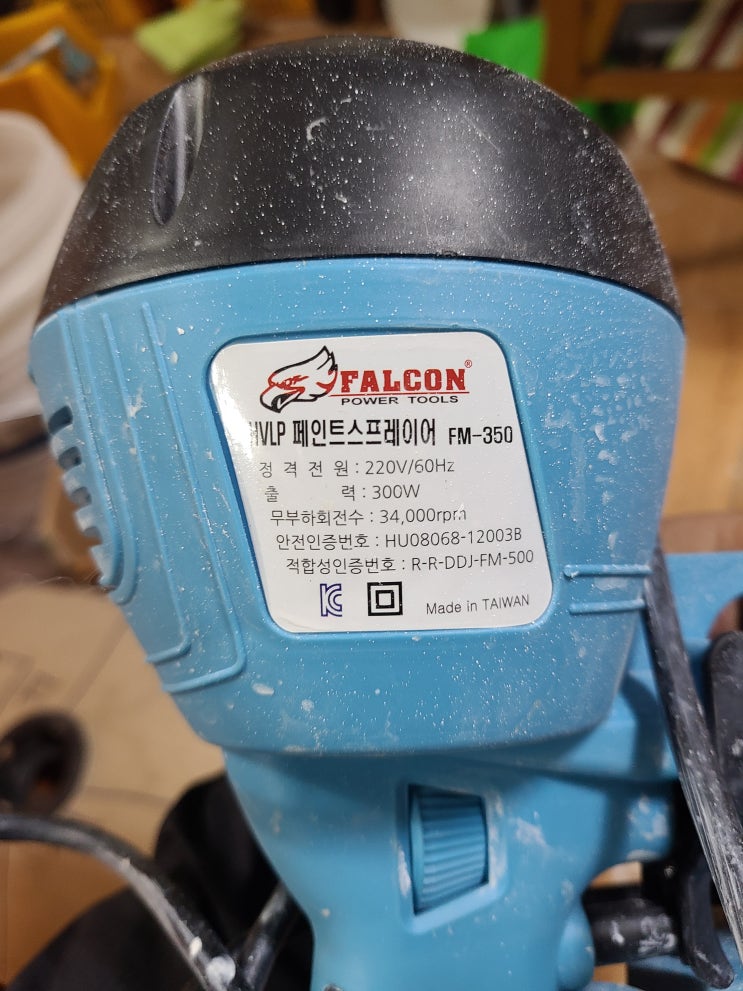 FALCON®
POWER TOOLS
HVLP 페인트스프레이어 FM-350
정격전원 : 220V/60Hz
출력 : 300W
무부하회전수 : 34,000rpm
안전인증번호 : HU08068-12003B
적합성인증번호 : R-R-DDJ-FM-500
Made in TAIWAN